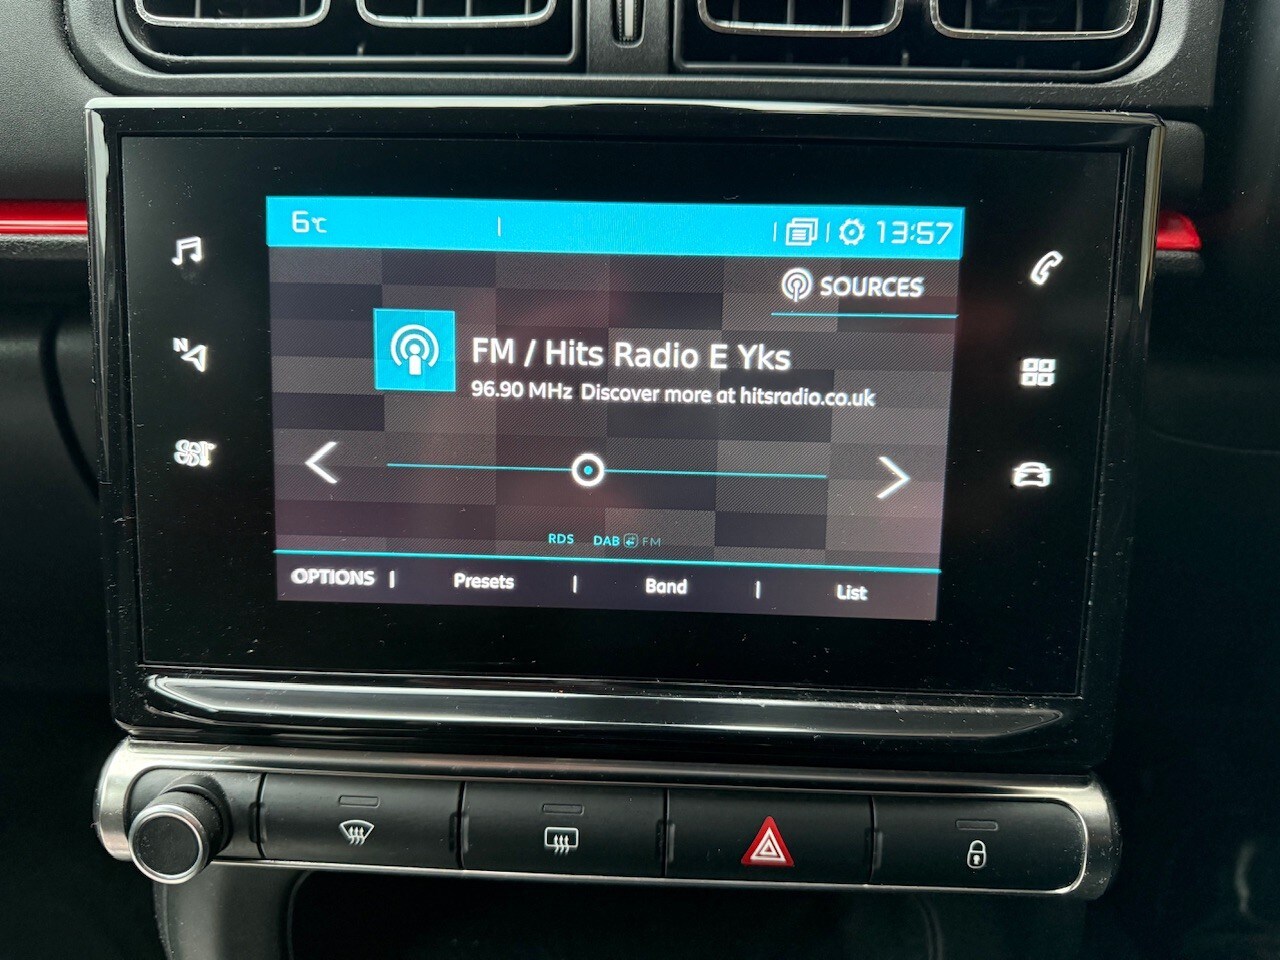 6°C
13:57
SOURCES
FM / Hits Radio E Yks
96.90 MHz Discover more at hitsradio.co.uk
N
RDS DAB FM
OPTIONS Presets Band List